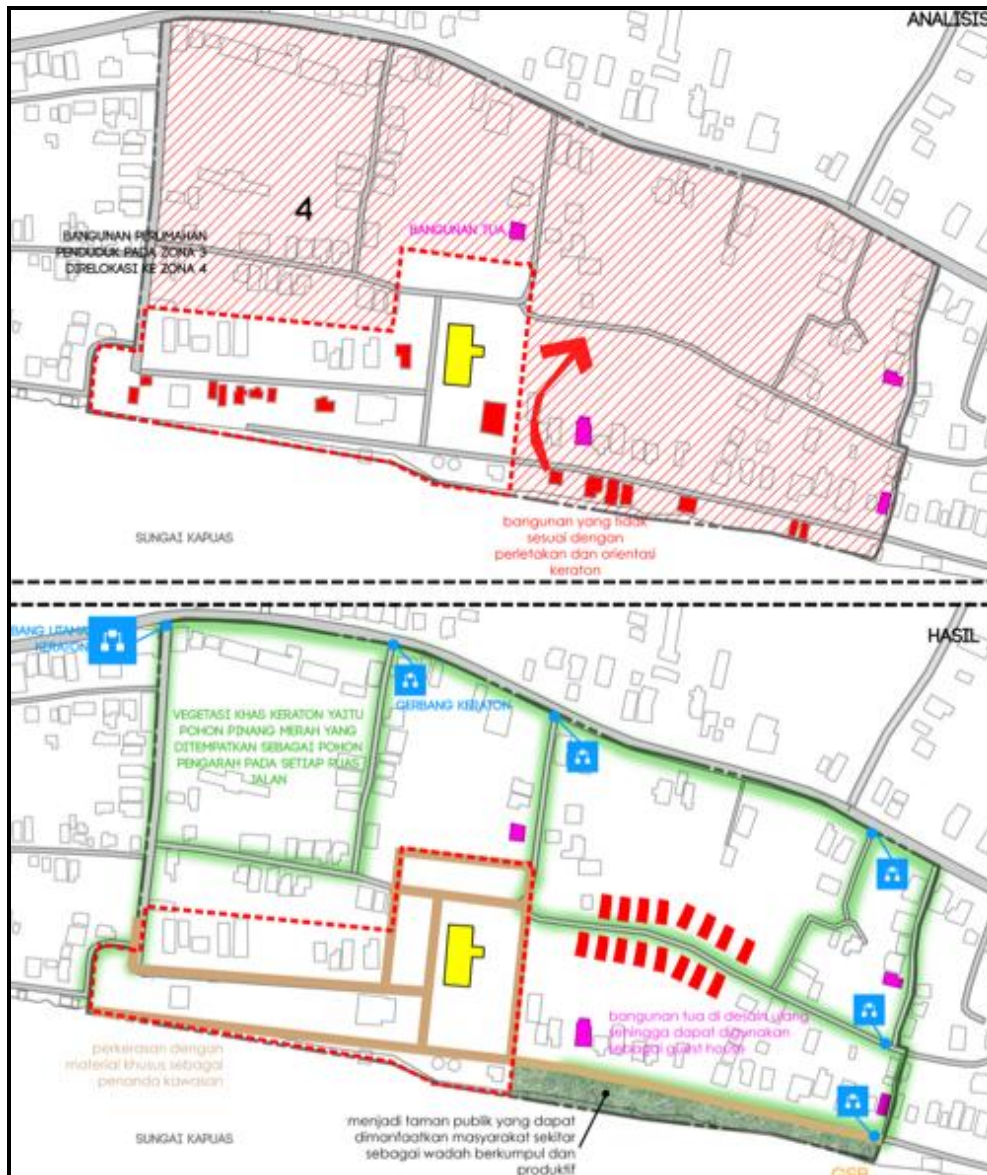 ANALISIS
4
BANGUNAN TUA
BANGUNAN PERUMAHAN
PENDUDUK PADA ZONA 3
DIRELOKASI KE ZONA 4
SUNGAI KAPUAS
bangunan yang tidak
sesuai dengan
perletakan dan orientasi
keraton
HASIL
BANG UTAMA
KERATON
GERBANG KERATON
VEGETASI KHAS KERATON YAITU
POHON PINANG MERAH YANG
DITEMPATKAN SEBAGAI POHON
PENGARAH PADA SETIAP RUAS
JALAN
bangunan tua di desain ulang
sehingga dapat digunakan
sebagai guest house
perkerasan dengan
material khusus sebagai
penanda kawasan
menjadi taman publik yang dapat
dimanfaatkan masyarakat sekitar
sebagai wadah berkumpul dan
produktif
SUNGAI KAPUAS